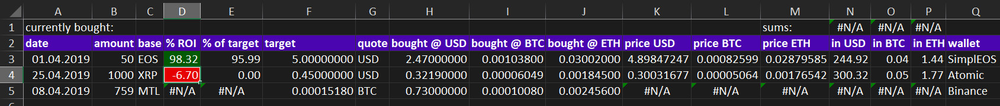 A B C D E F G H I J K L M N O P Q
1 currently bought: sums: #N/A #N/A #N/A
2 date amount base % ROI % of target target quote bought @ USD bought @ BTC bought @ ETH price USD price BTC price ETH in USD in BTC in ETH wallet
3 01.04.2019 50 EOS 98.32 95.99 5.00000000 USD 2.47000000 0.00103800 0.03002000 4.89847247 0.00082599 0.02879585 244.92 0.04 1.44 SimplEOS
4 25.04.2019 1000 XRP -6.70 0.00 0.45000000 USD 0.32190000 0.00006049 0.00184500 0.30031677 0.00005064 0.00176542 300.32 0.05 1.77 Atomic
5 08.04.2019 759 MTL #N/A #N/A 0.00015180 BTC 0.73000000 0.00010080 0.00245600 #N/A #N/A #N/A #N/A #N/A #N/A Binance